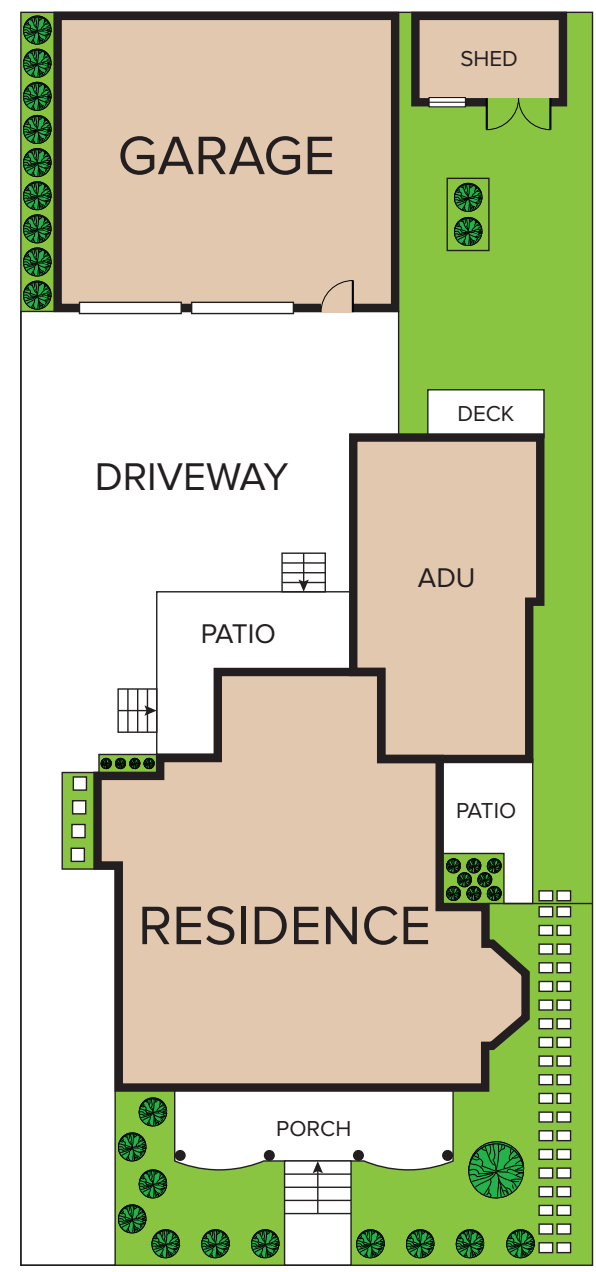 SHED
GARAGE
DECK
DRIVEWAY
ADU
PATIO
PATIO
RESIDENCE
PORCH